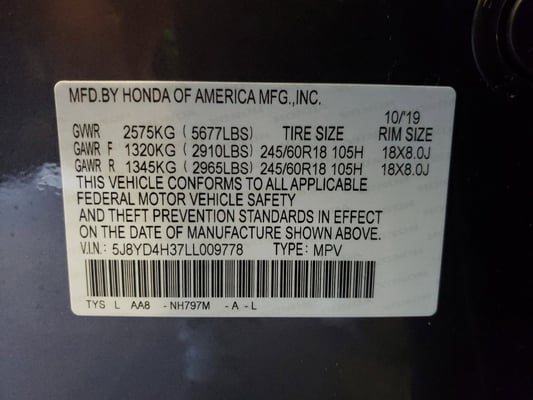 MFD.BY HONDA OF AMERICA MFG.,INC.
10/'19
GVWR 2575KG (5677LBS) TIRE SIZE RIM SIZE
GAWR F 1320KG (2910LBS) 245/60R18 105H 18X8.0J
GAWR R 1345KG (2965LBS) 245/60R18 105H 18X8.0J
THIS VEHICLE CONFORMS TO ALL APPLICABLE
FEDERAL MOTOR VEHICLE SAFETY
AND THEFT PREVENTION STANDARDS IN EFFECT
ON THE DATE OF MANUFACTURE SHOWN ABOVE.
V.I.N: 5J8YD4H37LL009778 TYPE: MPV
TYS L AA8 -NH797M -A-L